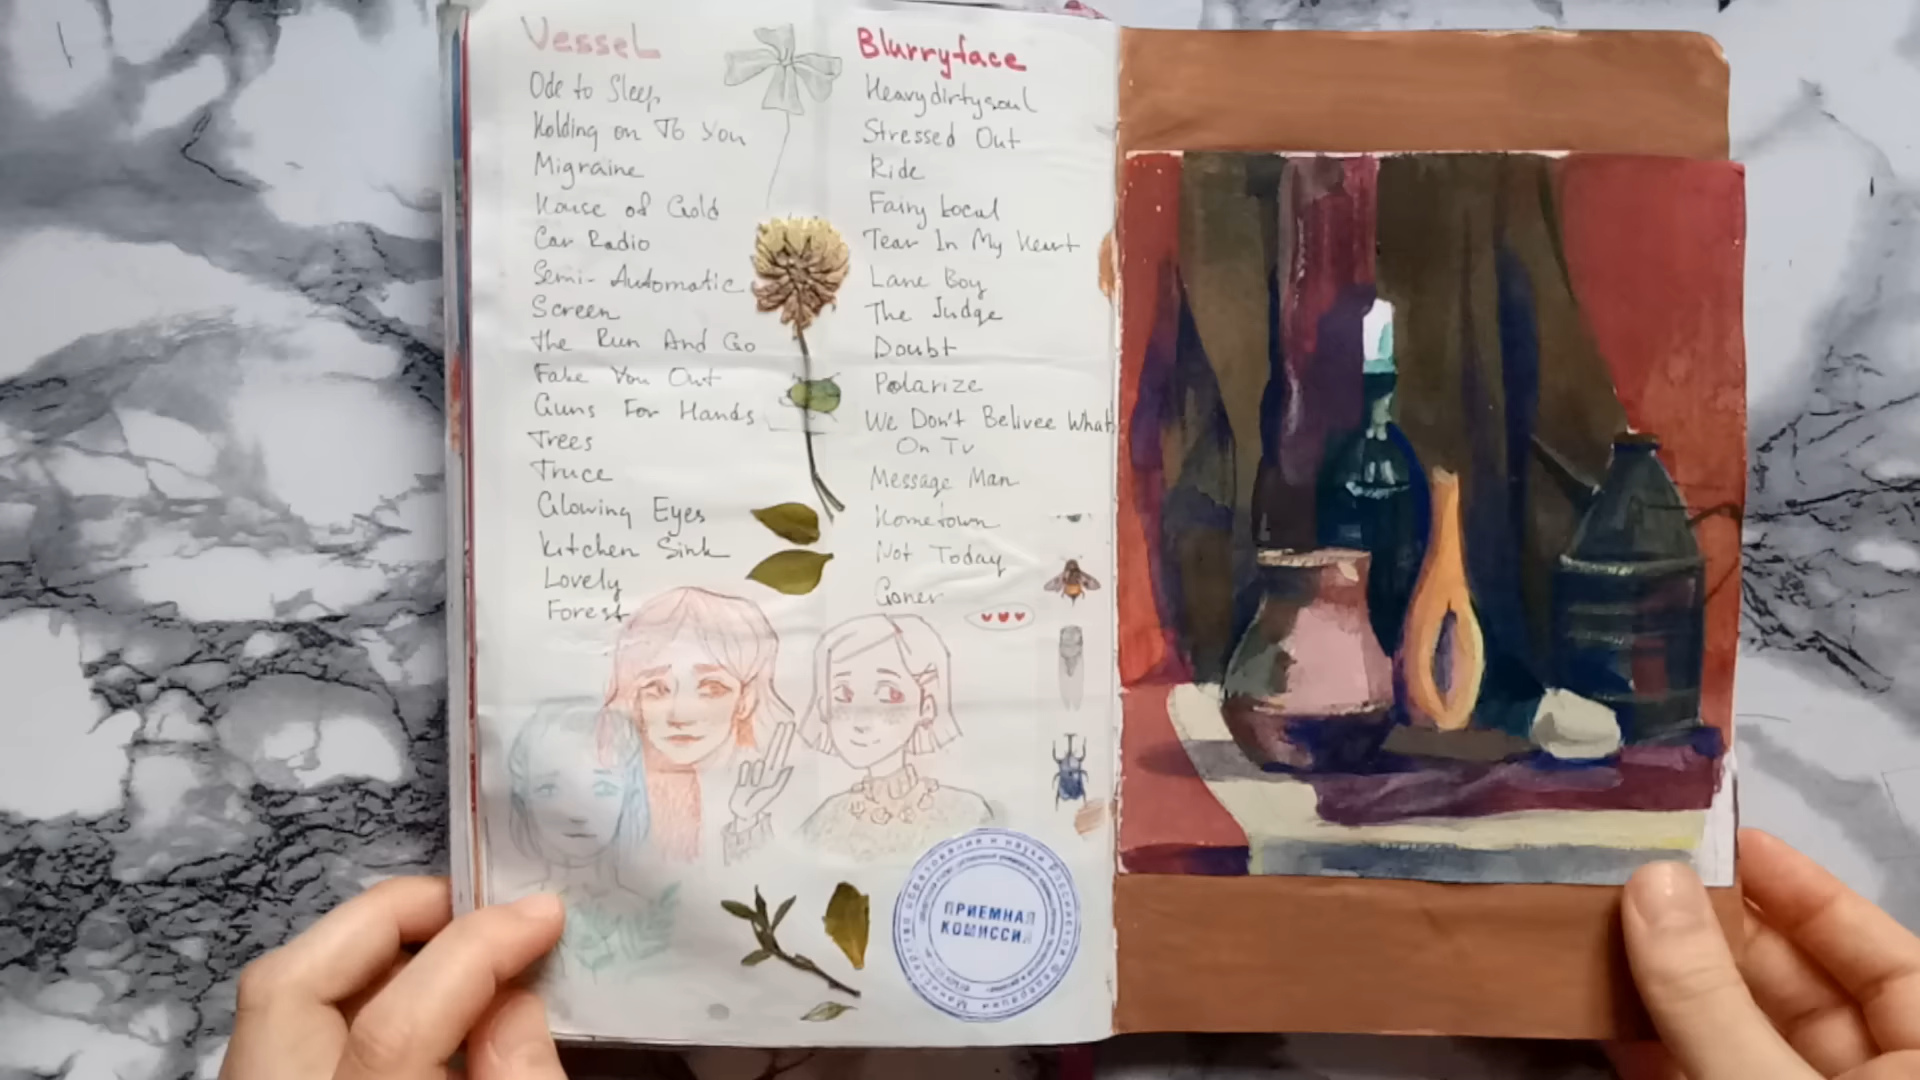 Vessel
Ode to Sleep
Holding on To You
Migraine
House of Gold
Car Radio
Semi-Automatic
Screen
The Run And Go
Fake You Out
Guns For Hands
Trees
Truce
Glowing Eyes
Kitchen Sink
Lovely
Forest
Blurryface
Heavydirtysoul
Stressed Out
Ride
Fairy Local
Tear In My Heart
Lane Boy
The Judge
Doubt
Polarize
We Don't Belivee What
On Tv
Message Man
Hometown
Not Today
Goner
ПРИЕМНАЯ
КОМИССИЯ